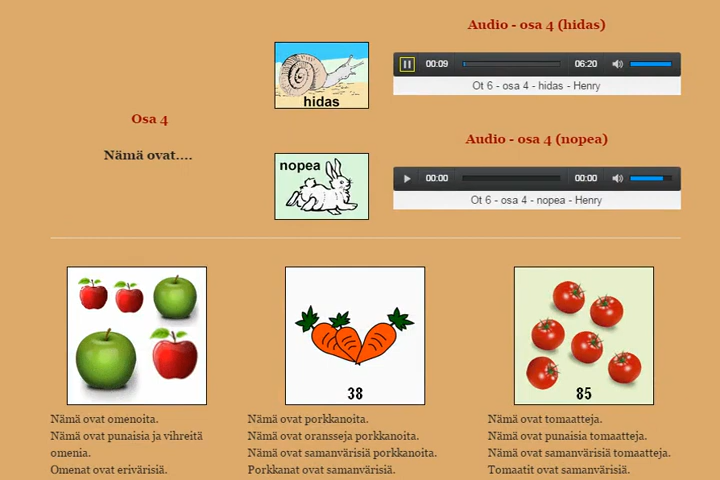 Audio - osa 4 (hidas)
hidas
00:09
06:20
Ot 6 - osa 4 - hidas - Henry
Osa 4
Nämä ovat....
Audio - osa 4 (nopea)
nopea
00:00
00:00
Ot 6 - osa 4 - nopea - Henry
Nämä ovat omenoita.
Nämä ovat punaisia ja vihreitä
omenia.
Omenat ovat erivärisiä.
38
Nämä ovat porkkanoita.
Nämä ovat oransseja porkkanoita.
Nämä ovat samanvärisiä porkkanoita.
Porkkanat ovat samanvärisiä.
85
Nämä ovat tomaatteja.
Nämä ovat punaisia tomaatteja.
Nämä ovat samanvärisiä tomaatteja.
Tomaatit ovat samanvärisiä.